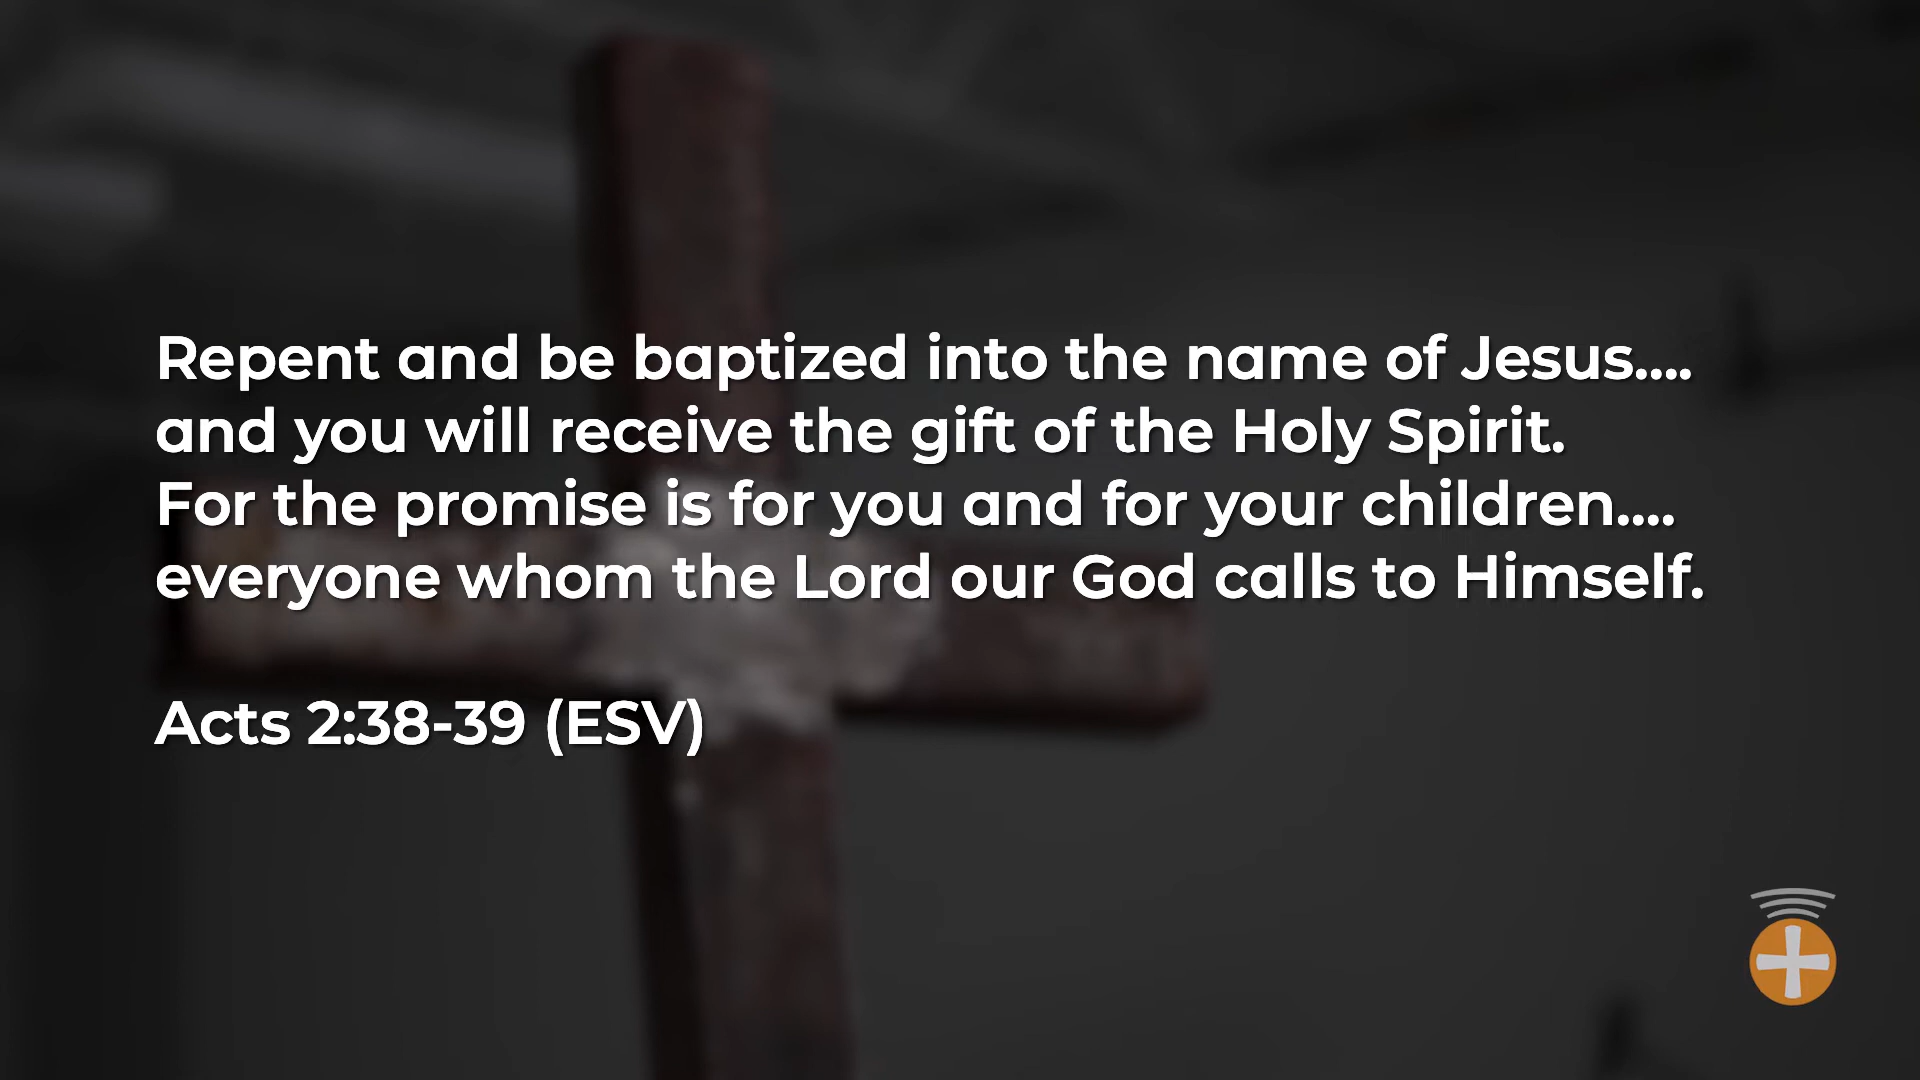 Repent and be baptized into the name of Jesus....
and you will receive the gift of the Holy Spirit.
For the promise is for you and for your children....
everyone whom the Lord our God calls to Himself.
Acts 2:38-39 (ESV)